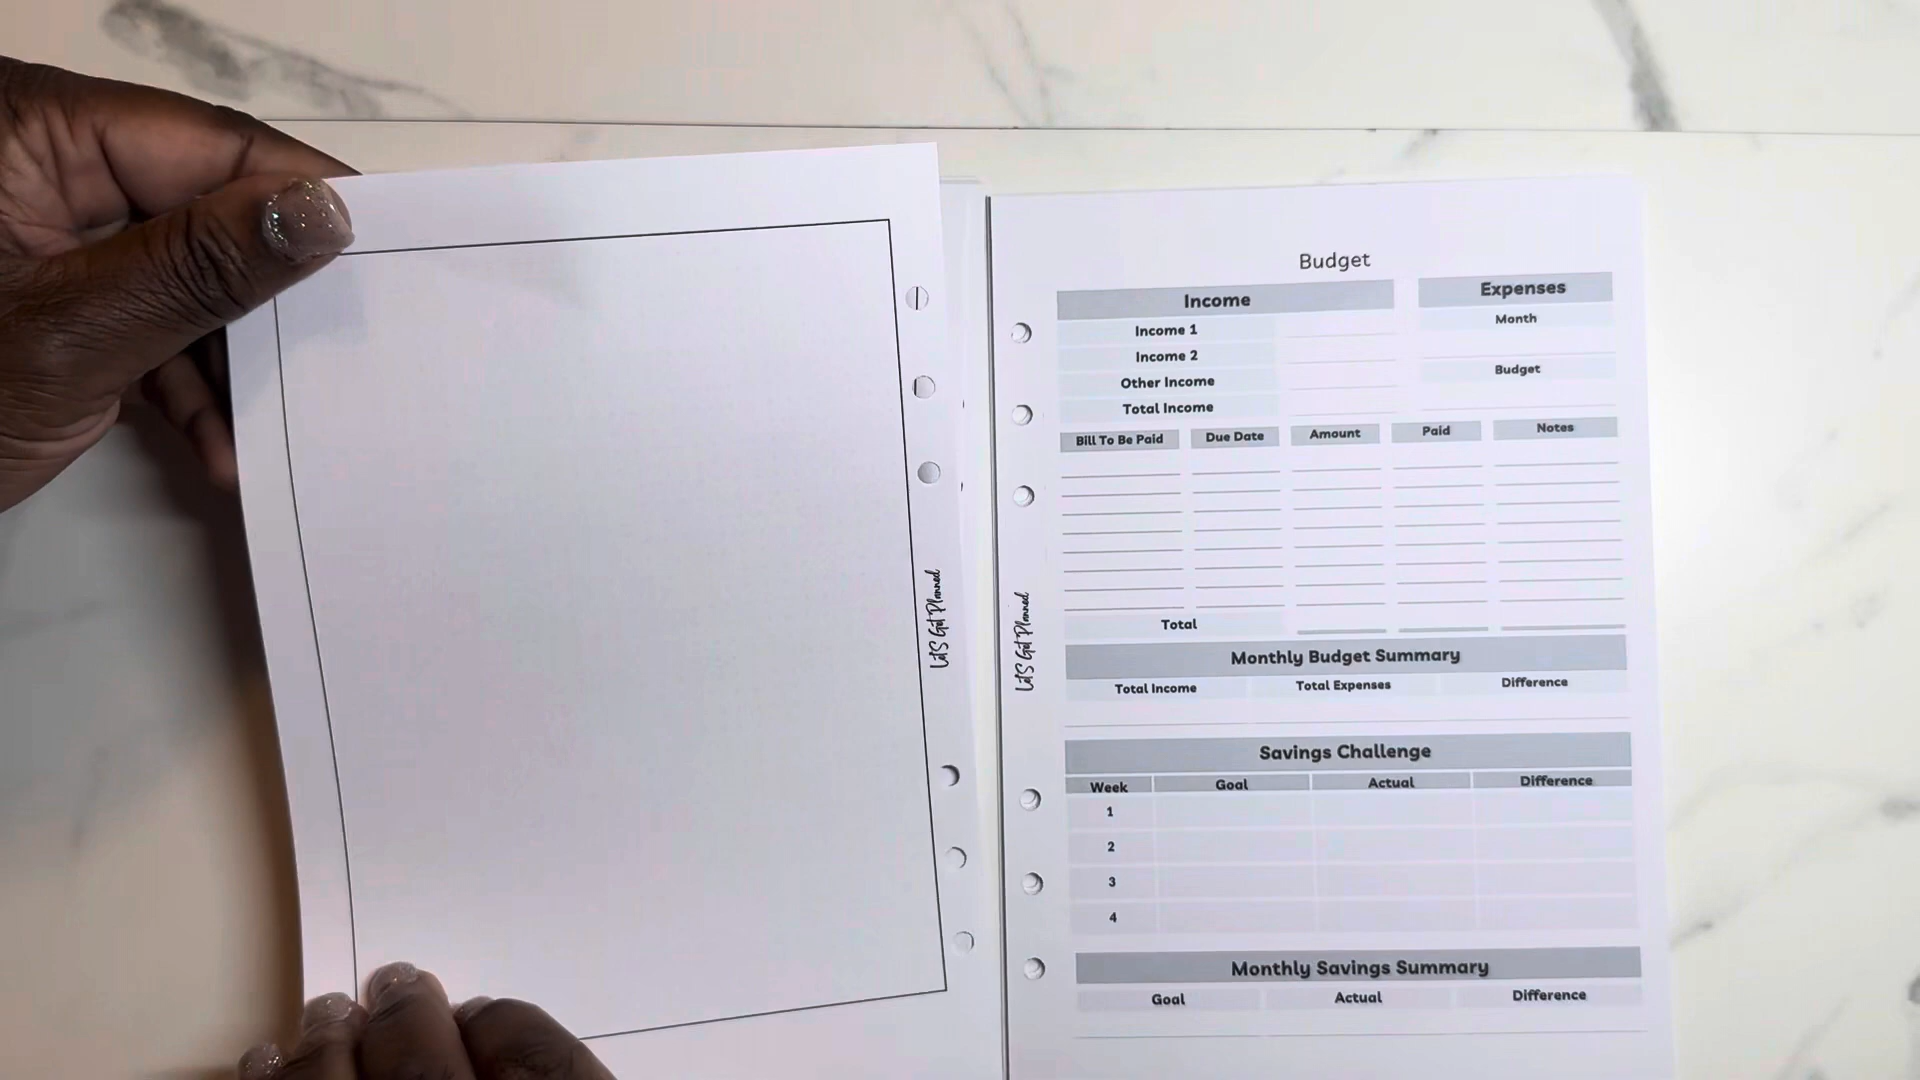 Let'S Get Planned
Let'S Get Planned
Budget
Income
Income 1
Income 2
Other Income
Total Income
Expenses
Month
Budget
Bill To Be Paid Due Date Amount Paid Notes
Total
Monthly Budget Summary
Total Income Total Expenses Difference
Savings Challenge
Week Goal Actual Difference
1
2
3
4
Monthly Savings Summary
Goal Actual Difference